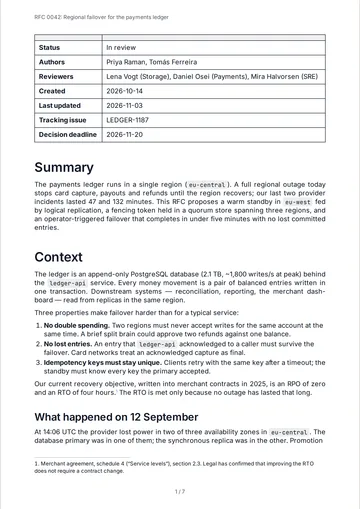 RFC 0042: Regional failover for the payments ledger
Status In review
Authors Priya Raman, Tomás Ferreira
Reviewers Lena Vogt (Storage), Daniel Osei (Payments), Mira Halvorsen (SRE)
Created 2026-10-14
Last updated 2026-11-03
Tracking issue LEDGER-1187
Decision deadline 2026-11-20
Summary
The payments ledger runs in a single region (eu-central). A full regional outage today
stops card capture, payouts and refunds until the region recovers; our last two provider
incidents lasted 47 and 132 minutes. This RFC proposes a warm standby in eu-west fed
by logical replication, a fencing token held in a quorum store spanning three regions, and
an operator-triggered failover that completes in under five minutes with no lost committed
entries.
Context
The ledger is an append-only PostgreSQL database (2.1 TB, ~1,800 writes/s at peak) behind
the ledger-api service. Every money movement is a pair of balanced entries written in
one transaction. Downstream systems — reconciliation, reporting, the merchant dash-
board — read from replicas in the same region.
Three properties make failover harder than for a typical service:
1. No double spending. Two regions must never accept writes for the same account at the
same time. A brief split brain could approve two refunds against one balance.
2. No lost entries. An entry that ledger-api acknowledged to a caller must survive the
failover. Card networks treat an acknowledged capture as final.
3. Idempotency keys must stay unique. Clients retry with the same key after a timeout; the
standby must know every key the primary accepted.
Our current recovery objective, written into merchant contracts in 2025, is an RPO of zero
and an RTO of four hours.¹ The RTO is met only because no outage has lasted that long.
What happened on 12 September
At 14:06 UTC the provider lost power in two of three availability zones in eu-central. The
database primary was in one of them; the synchronous replica was in the other. Promotion
1. Merchant agreement, schedule 4 ("Service levels"), section 2.3. Legal has confirmed that improving the RTO
does not require a contract change.
1 / 7